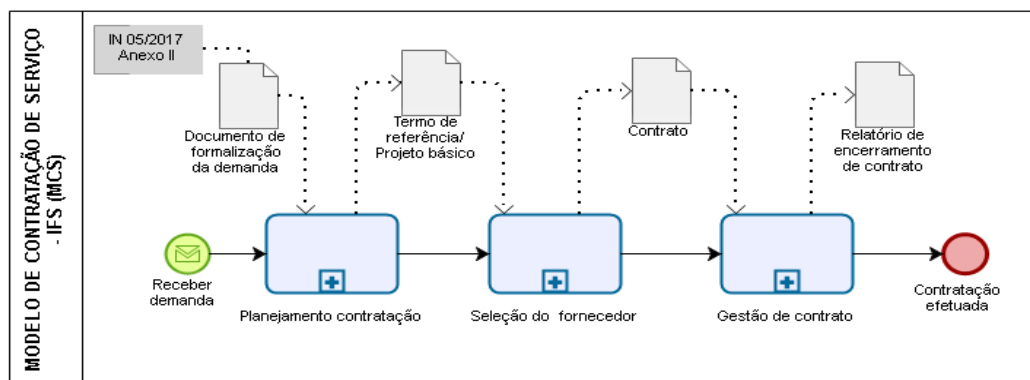 MODELO DE CONTRATAÇÃO DE SERVIÇO
- IFS (MCS)
IN 05/2017
Anexo II
Documento de
formalização
da demanda
Termo de
referência/
Projeto básico
Contrato
Relatório de
encerramento
de contrato
Receber
demanda
Planejamento contratação
Seleção do fornecedor
Gestão de contrato
Contratação
efetuada